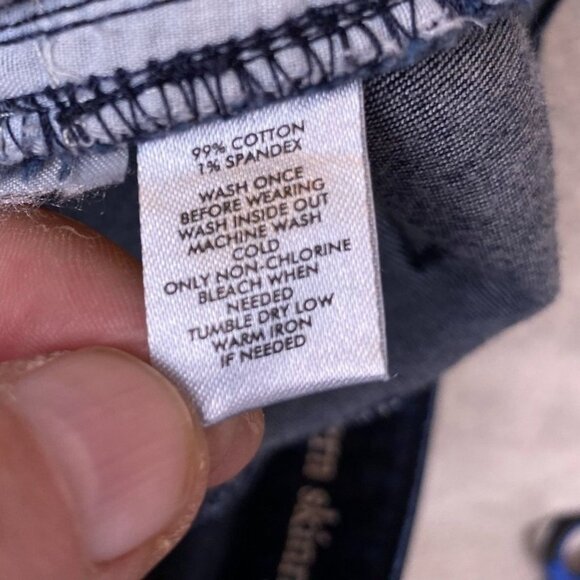 99% COTTON
1% SPANDEX
WASH ONCE
BEFORE WEARING
WASH INSIDE OUT
MACHINE WASH
COLD
ONLY NON-CHLORINE
BLEACH WHEN
NEEDED
TUMBLE DRY LOW
WARM IRON
IF NEEDED